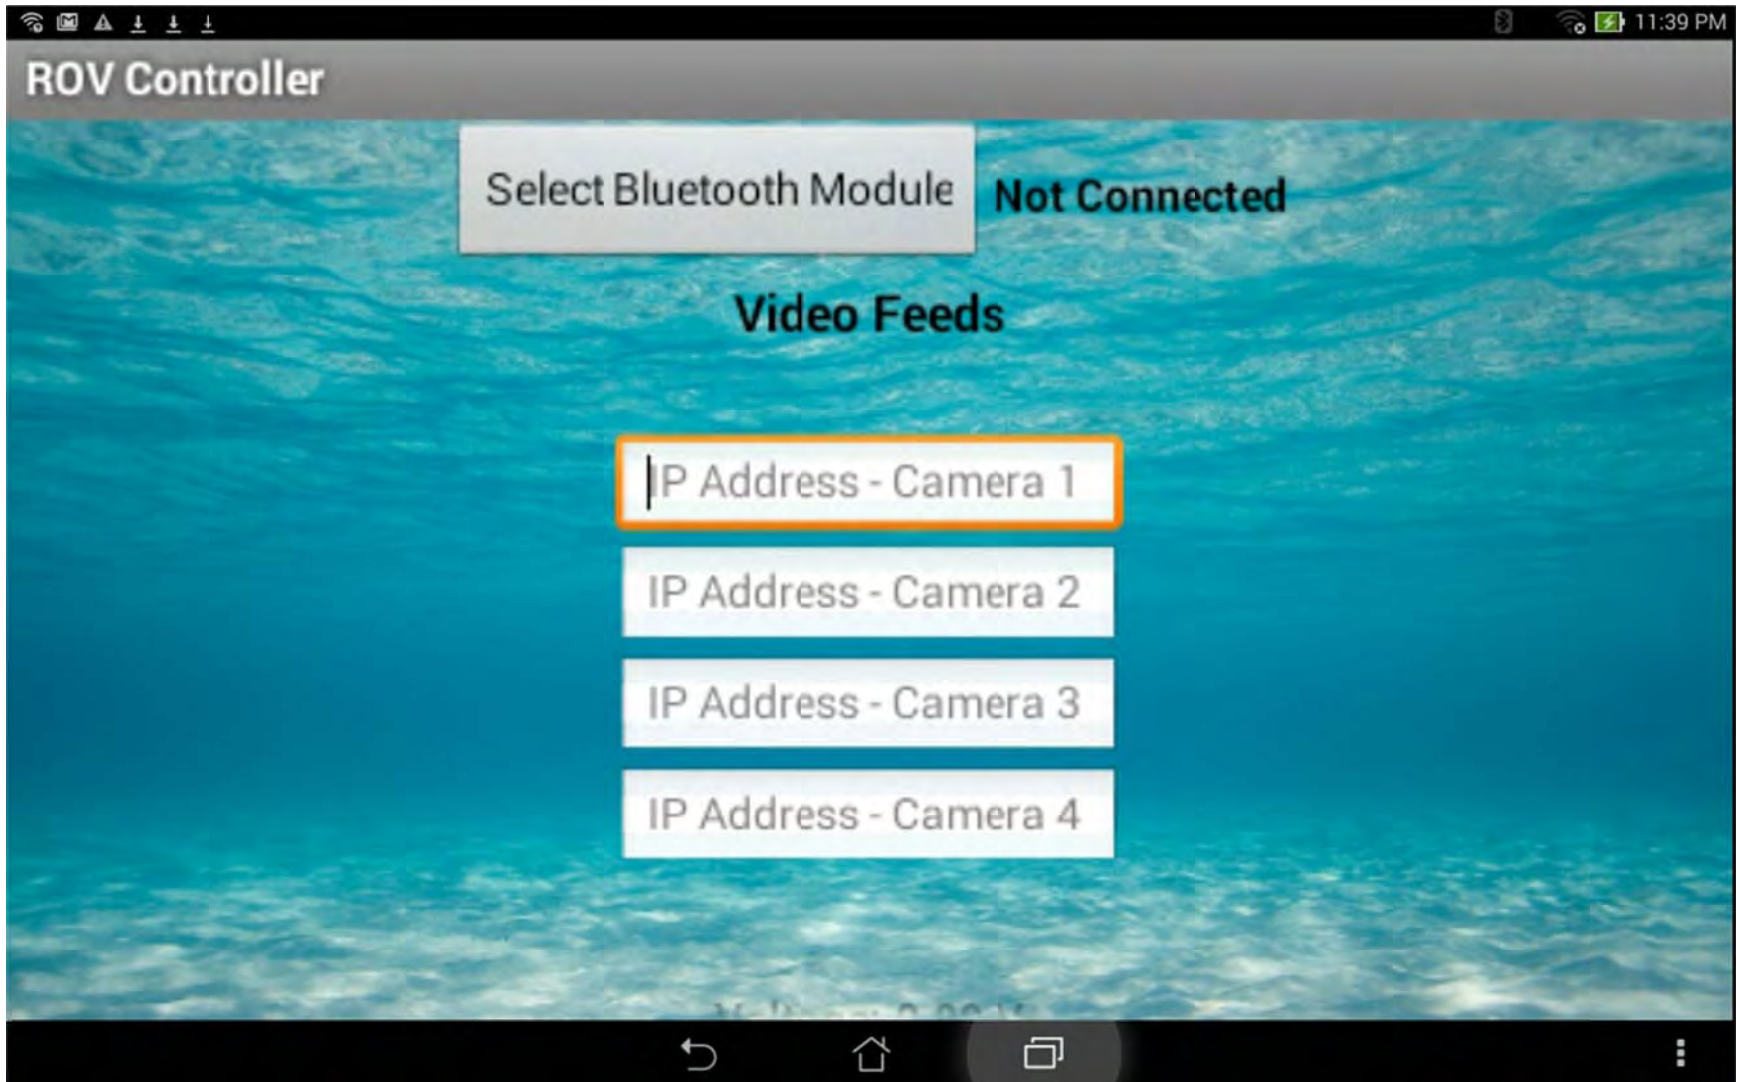 11:39 PM
ROV Controller
Select Bluetooth Module
Not Connected
Video Feeds
IP Address - Camera 1
IP Address - Camera 2
IP Address - Camera 3
IP Address - Camera 4